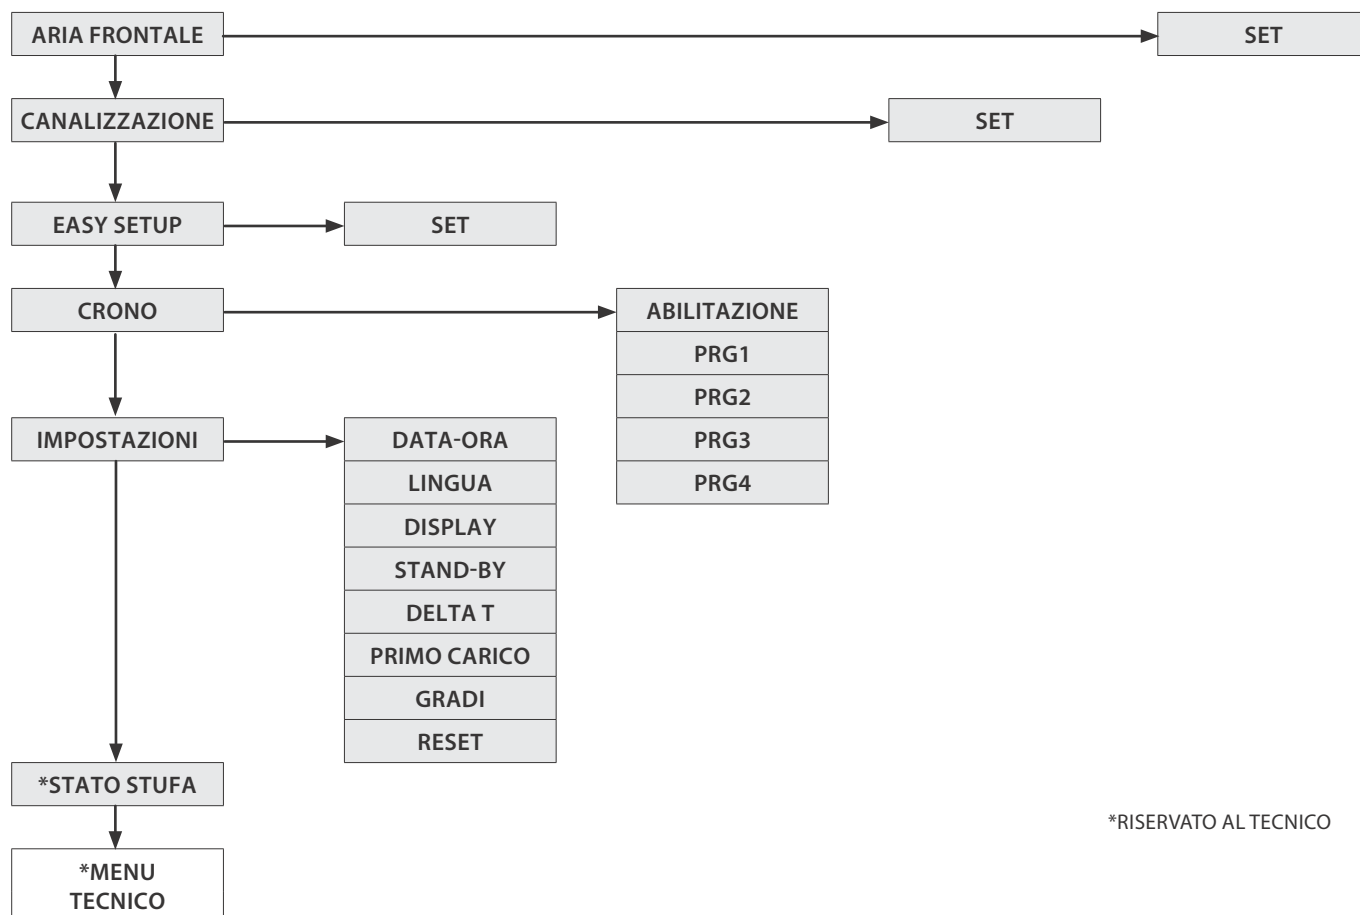 ARIA FRONTALE
SET
CANALIZZAZIONE
SET
EASY SETUP
SET
CRONO
ABILITAZIONE
PRG1
PRG2
PRG3
PRG4
IMPOSTAZIONI
DATA-ORA
LINGUA
DISPLAY
STAND-BY
DELTA T
PRIMO CARICO
GRADI
RESET
*STATO STUFA
*MENU
TECNICO
*RISERVATO AL TECNICO